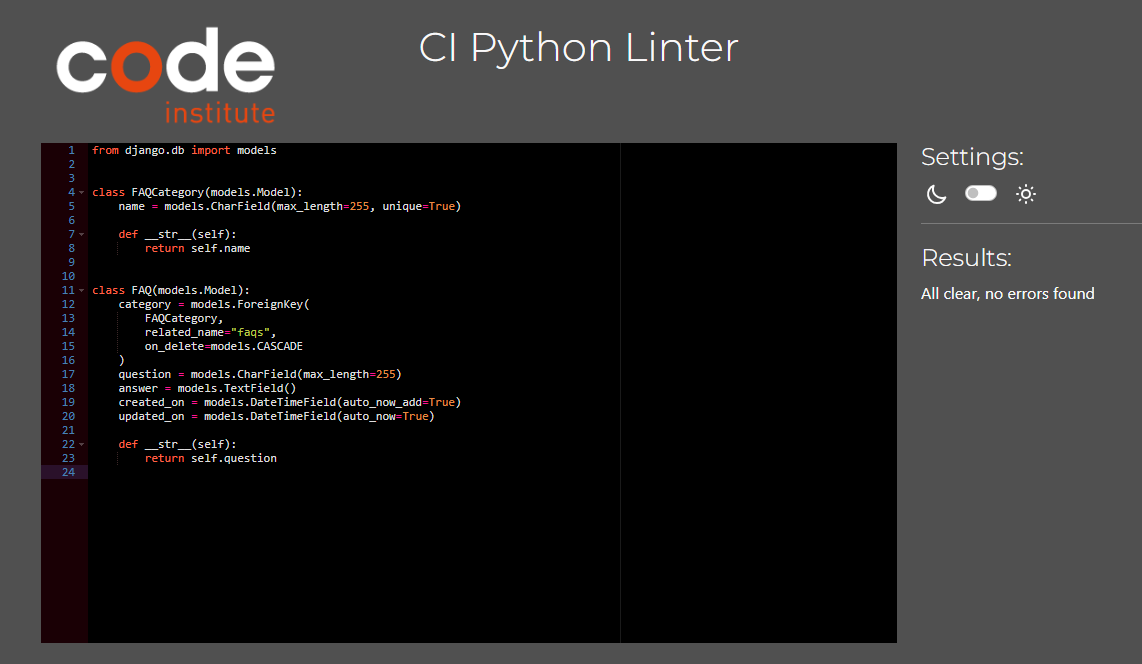 code
institute
CI Python Linter
1 from django.db import models
2
3
4 class FAQCategory(models.Model):
5     name = models.CharField(max_length=255, unique=True)
6
7     def __str__(self):
8         return self.name
9
10
11 class FAQ(models.Model):
12     category = models.ForeignKey(
13         FAQCategory,
14         related_name="faqs",
15         on_delete=models.CASCADE
16     )
17     question = models.CharField(max_length=255)
18     answer = models.TextField()
19     created_on = models.DateTimeField(auto_now_add=True)
20     updated_on = models.DateTimeField(auto_now=True)
21
22     def __str__(self):
23         return self.question
24
Settings:
Results:
All clear, no errors found